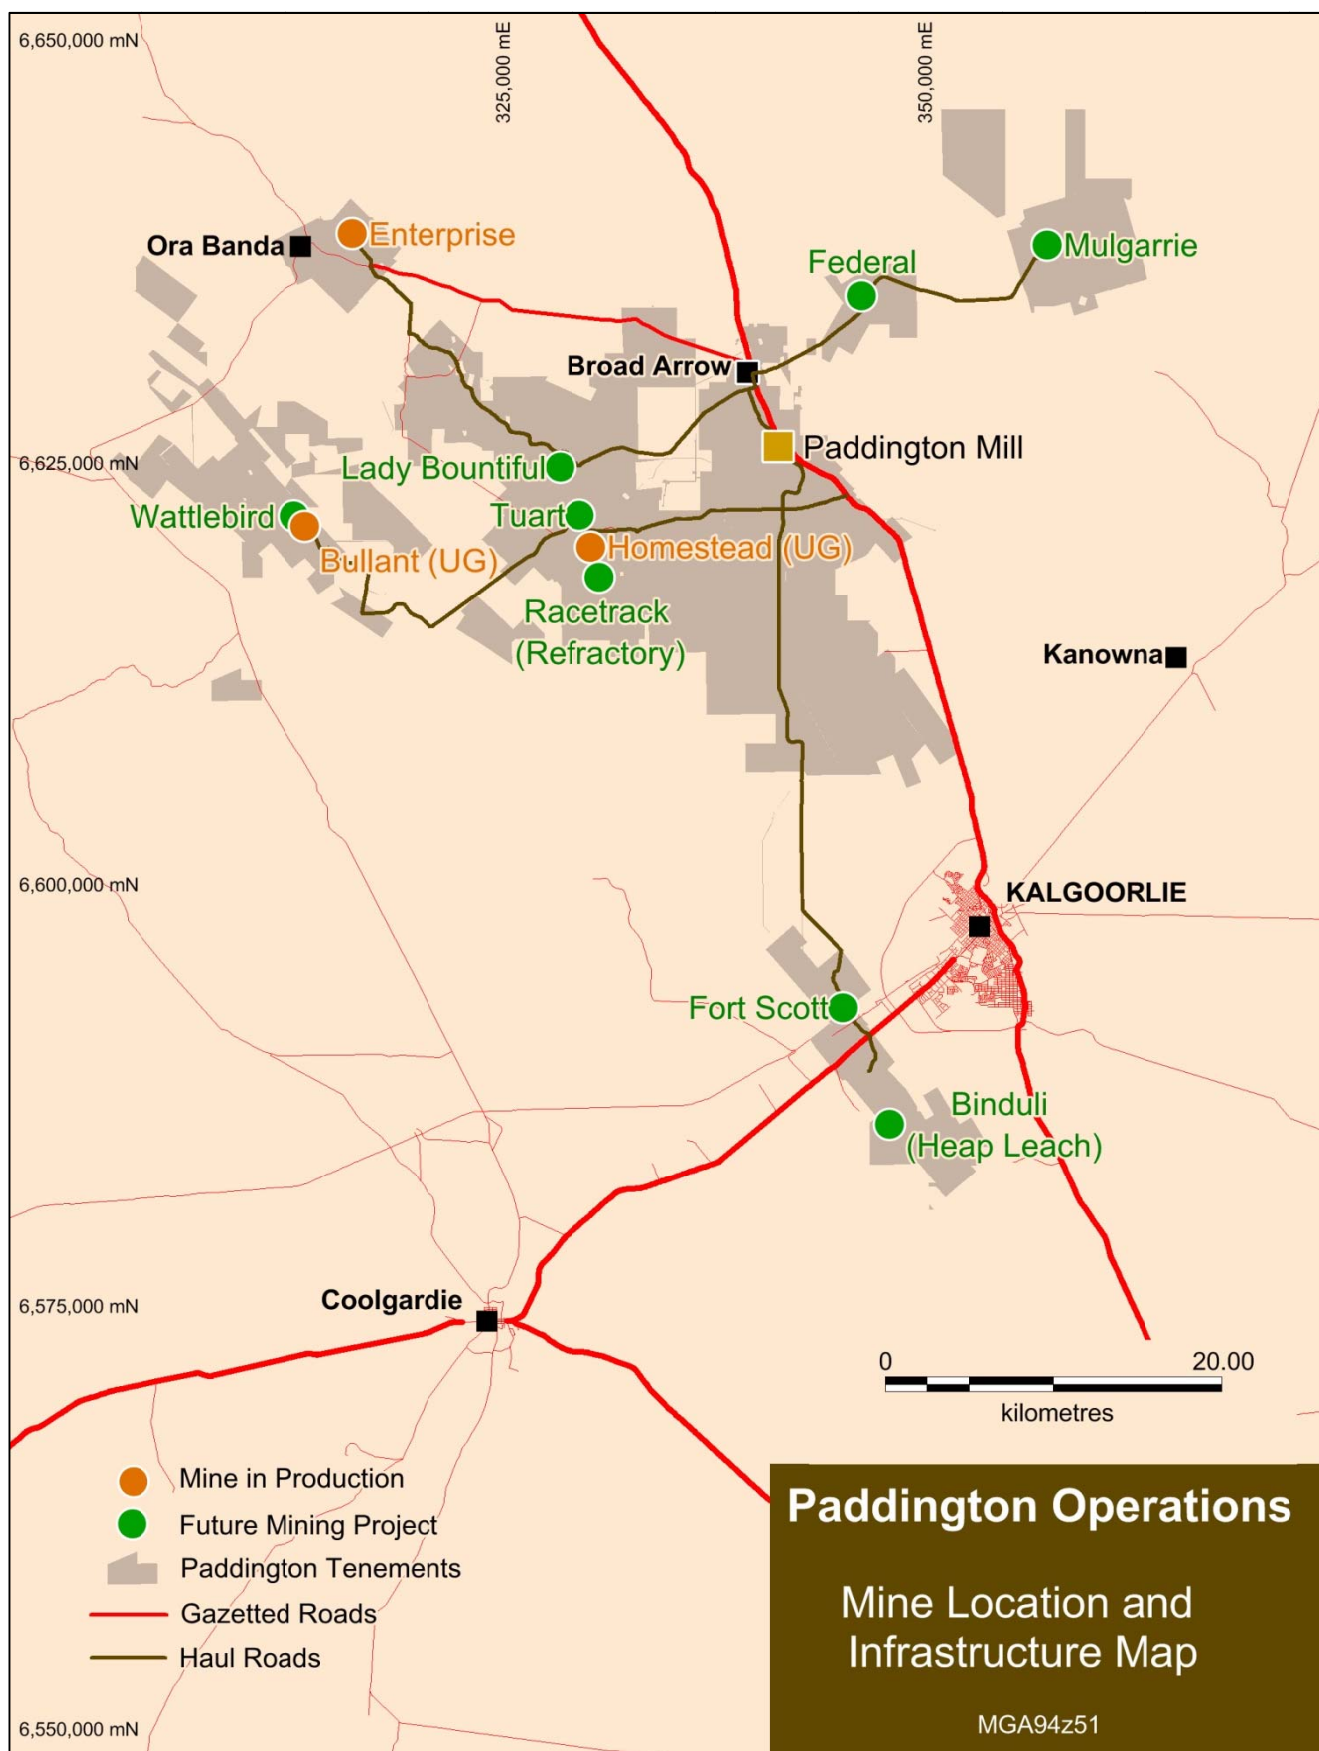 6,650,000 mN
325,000 mE
350,000 mE
Enterprise
Ora Banda
Mulgarrie
Federal
Broad Arrow
Paddington Mill
6,625,000 mN
Lady Bountiful
Wattlebird
Tuart
Bullant (UG)
Homestead (UG)
Racetrack
(Refractory)
Kanowna
6,600,000 mN
KALGOORLIE
Fort Scott
Binduli
(Heap Leach)
6,575,000 mN
Coolgardie
0 20.00
kilometres
Mine in Production
Future Mining Project
Paddington Tenements
Gazetted Roads
Haul Roads
6,550,000 mN
Paddington Operations
Mine Location and
Infrastructure Map
MGA94z51